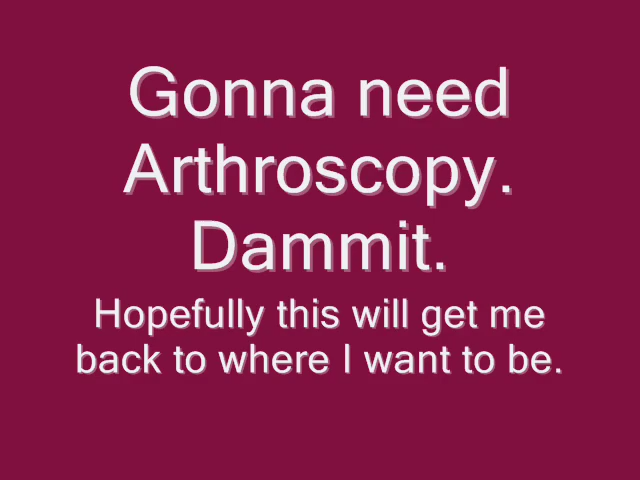 Gonna need
Arthroscopy.
Dammit.
Hopefully this will get me
back to where I want to be.